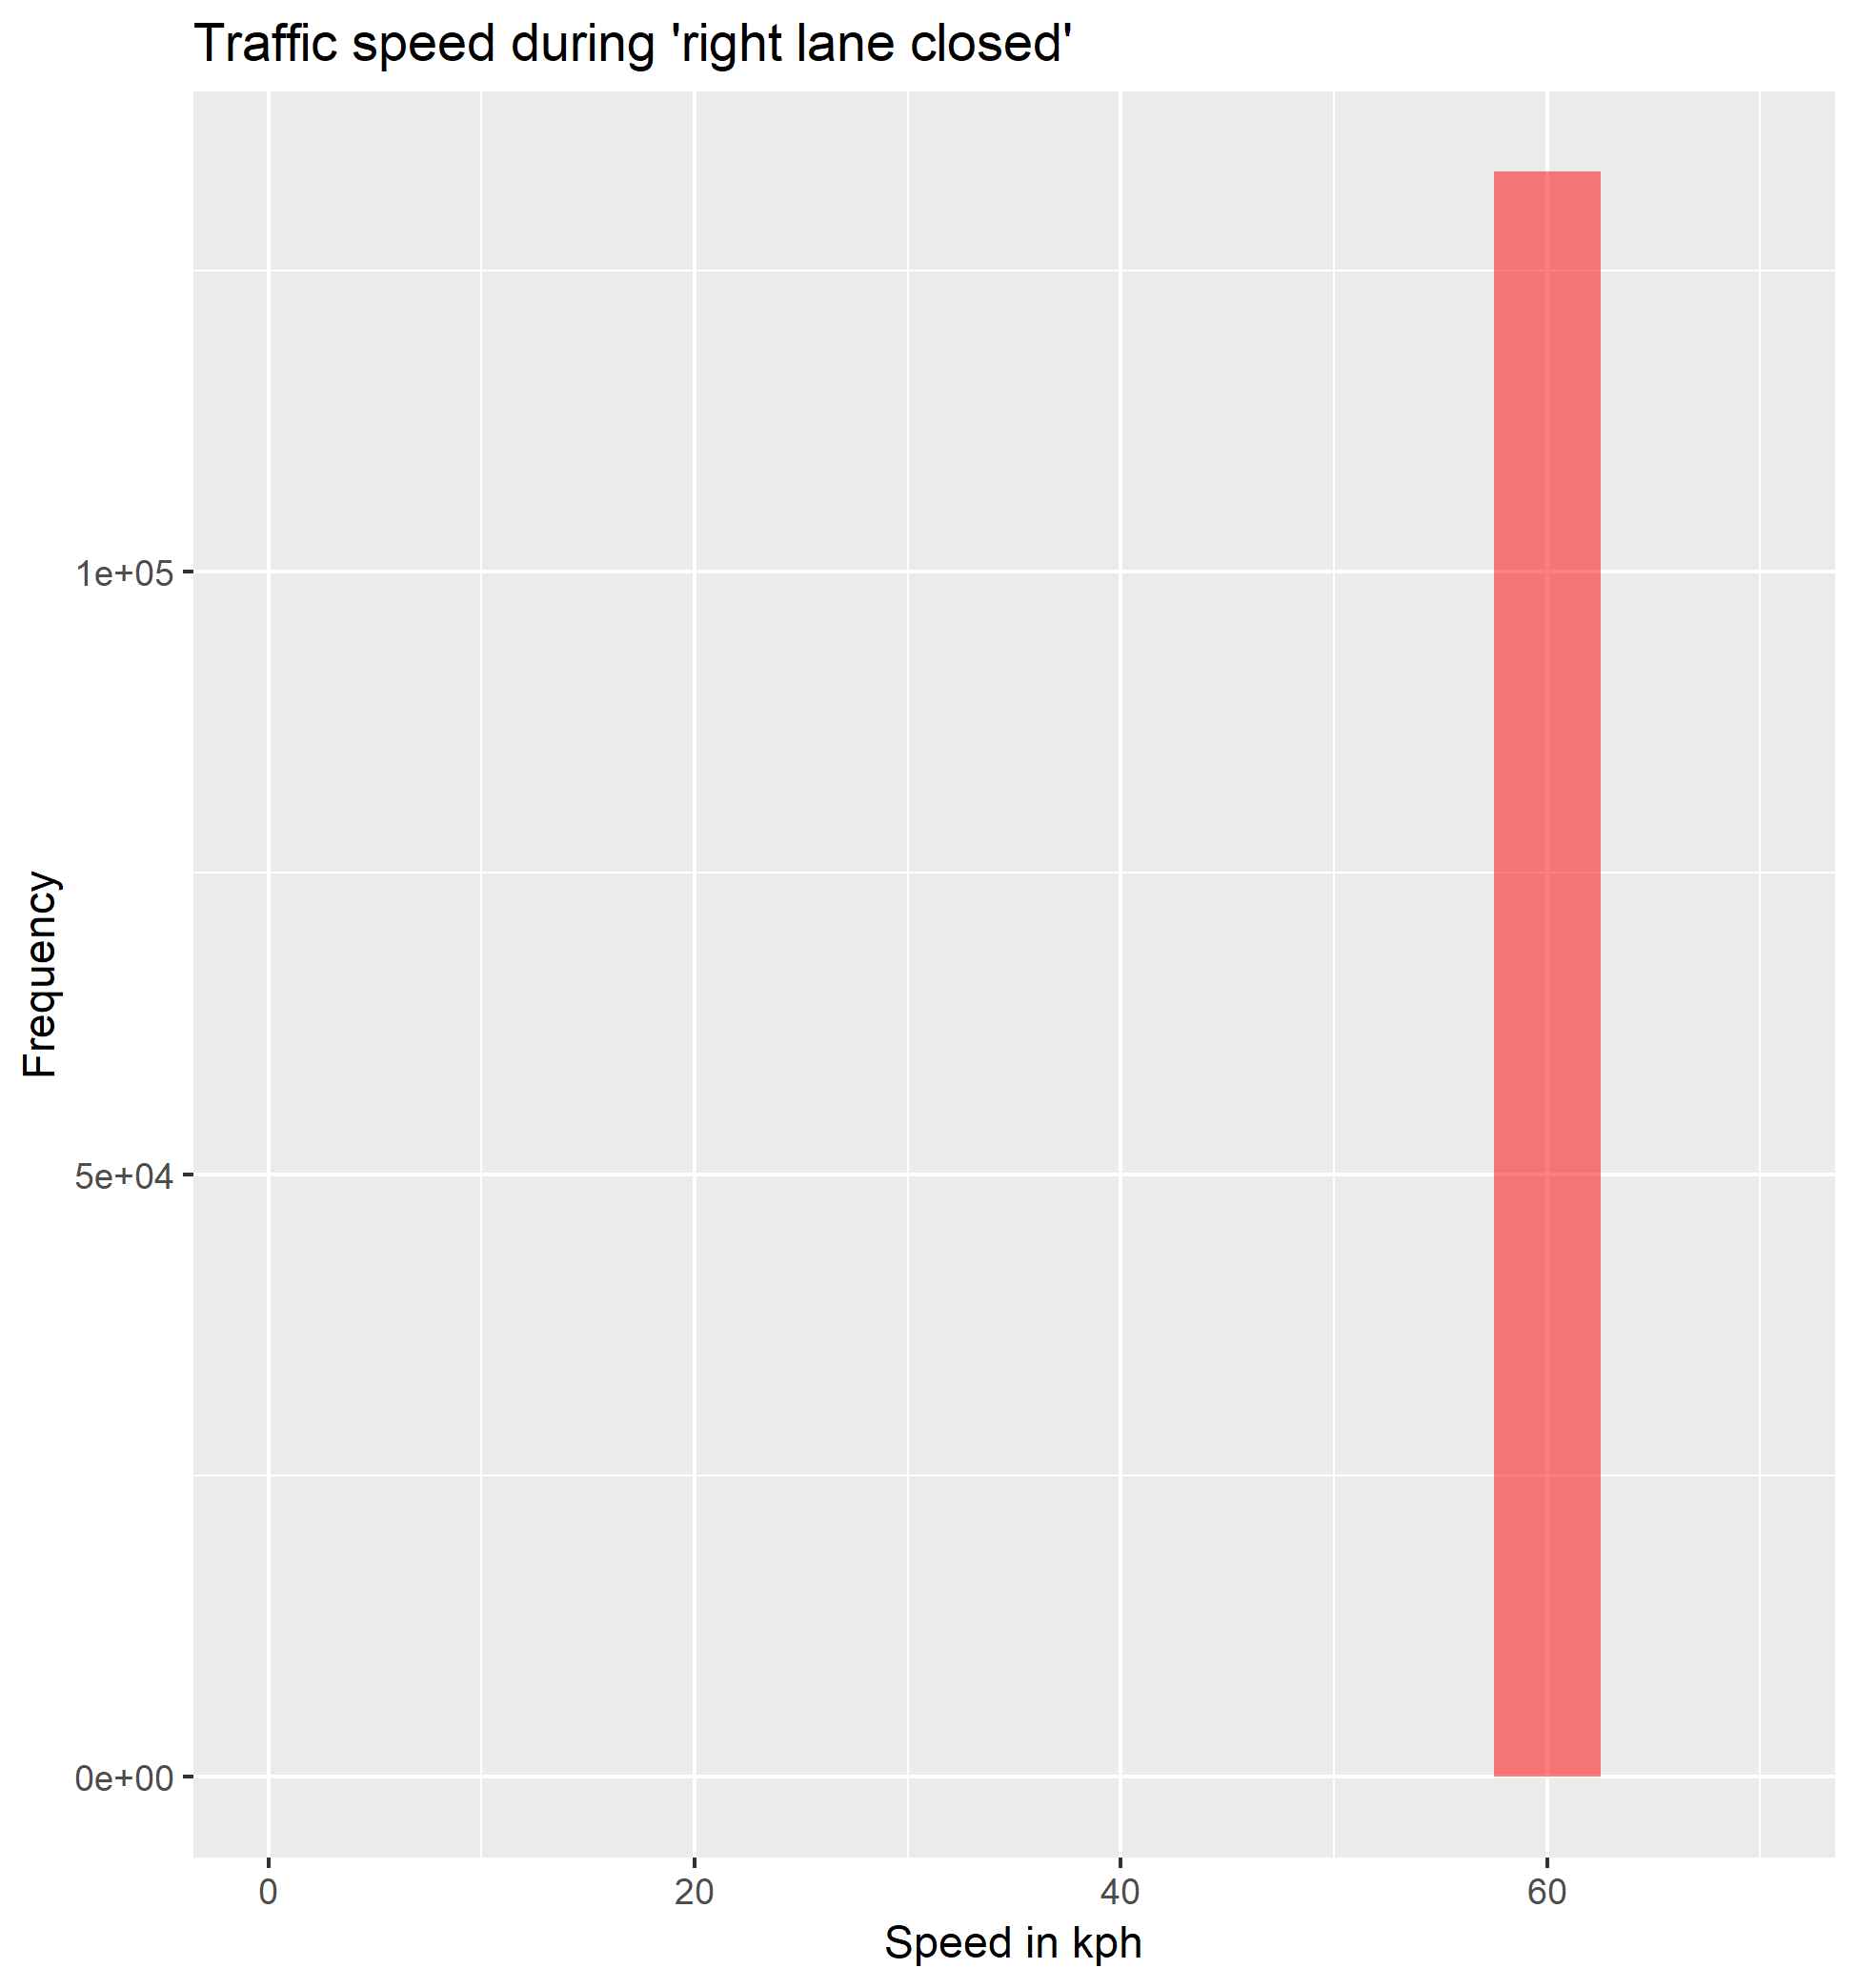 Traffic speed during 'right lane closed'
Frequency
1e+05
5e+04
0e+00
0 20 40 60
Speed in kph